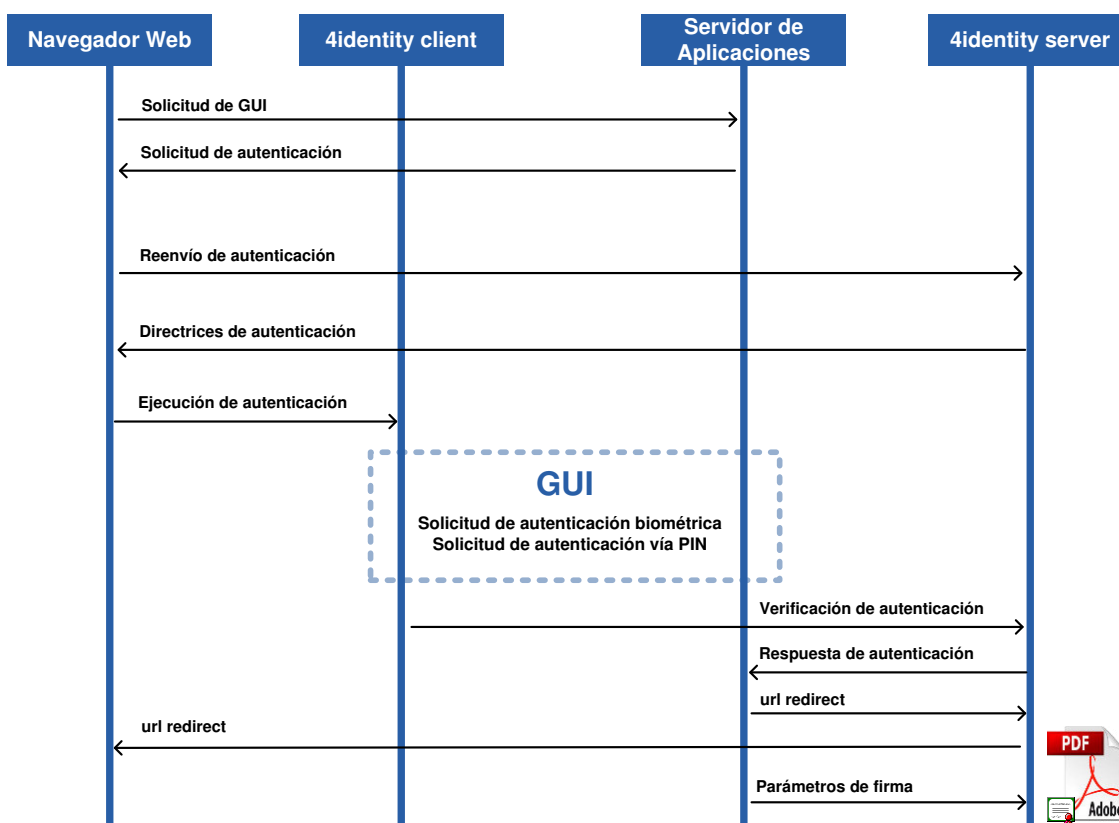 Navegador Web
4identity client
Servidor de
Aplicaciones
4identity server
Solicitud de GUI
Solicitud de autenticación
Reenvío de autenticación
Directrices de autenticación
Ejecución de autenticación
GUI
Solicitud de autenticación biométrica
Solicitud de autenticación vía PIN
Verificación de autenticación
Respuesta de autenticación
url redirect
url redirect
PDF
Parámetros de firma
Adobe